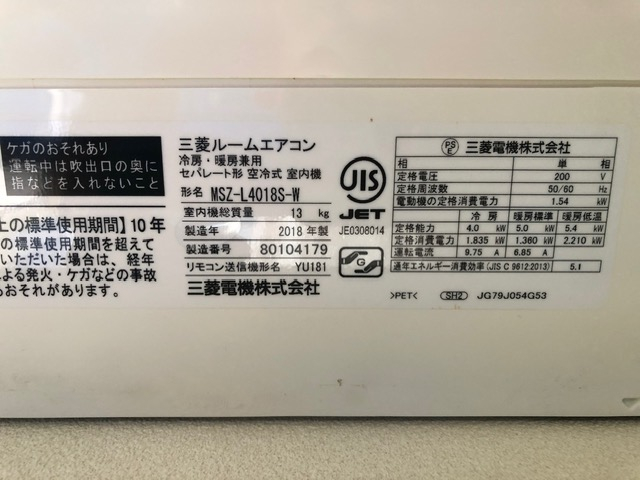 ケガのおそれあり
運転中は吹出口の奥に
指などを入れないこと
上の標準使用期間】10年
の標準使用期間を超えて
いただいた場合は、経年
よる発火・ケガなどの事故
おそれがあります。
三菱ルームエアコン
冷房・暖房兼用
セパレート形 空冷式 室内機
形名 MSZ-L4018S-W
室内機総質量 13 kg
製造年 2018 年製
製造番号 80104179
リモコン送信機形名 YU181
三菱電機株式会社
JIS
JET
JE0308014
G
PS
E 三菱電機株式会社
相 単 相
定格電圧 200 V
定格周波数 50/60 Hz
電動機の定格消費電力 1.54 kW
冷 房 暖房標準 暖房低温
定格能力 4.0 kW 5.0 kW 5.4 kW
定格消費電力 1.835 kW 1.360 kW 2.210 kW
運転電流 9.75 A 6.85 A
通年エネルギー消費効率(JIS C 9612:2013) 5.1
>PET< SH2 JG79J054G53